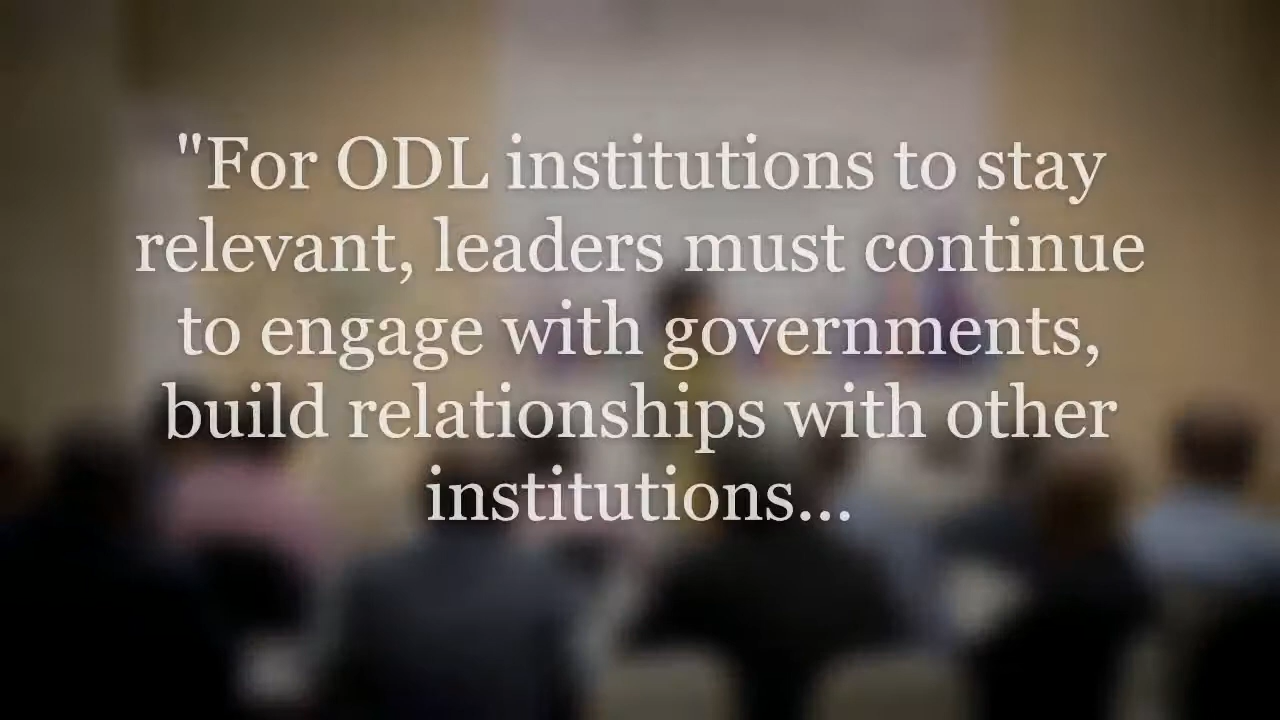 "For ODL institutions to stay
relevant, leaders must continue
to engage with governments,
build relationships with other
institutions...